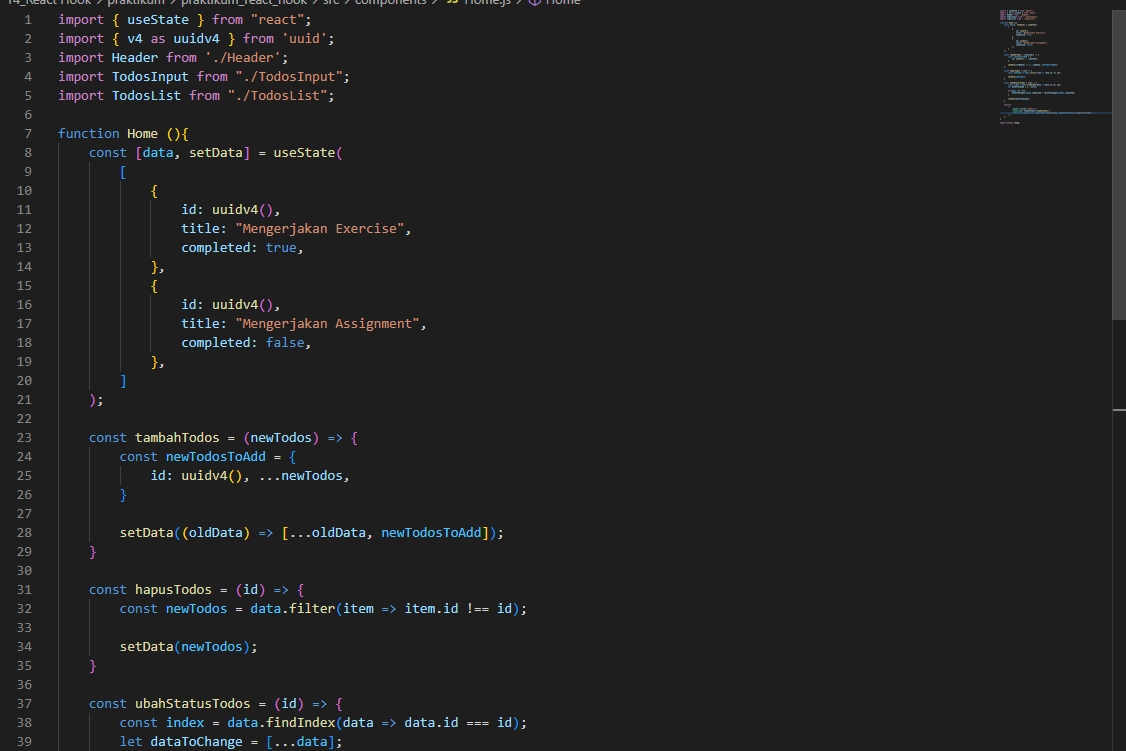 14_React Hook > praktikum > praktikum_react_hook > src > components > JS Home.js > Home
1 import { useState } from "react";
2 import { v4 as uuidv4 } from 'uuid';
3 import Header from './Header';
4 import TodosInput from "./TodosInput";
5 import TodosList from "./TodosList";
6
7 function Home (){
8     const [data, setData] = useState(
9         [
10             {
11                 id: uuidv4(),
12                 title: "Mengerjakan Exercise",
13                 completed: true,
14             },
15             {
16                 id: uuidv4(),
17                 title: "Mengerjakan Assignment",
18                 completed: false,
19             },
20         ]
21     );
22
23     const tambahTodos = (newTodos) => {
24         const newTodosToAdd = {
25             id: uuidv4(), ...newTodos,
26         }
27
28         setData((oldData) => [...oldData, newTodosToAdd]);
29     }
30
31     const hapusTodos = (id) => {
32         const newTodos = data.filter(item => item.id !== id);
33
34         setData(newTodos);
35     }
36
37     const ubahStatusTodos = (id) => {
38         const index = data.findIndex(data => data.id === id);
39         let dataToChange = [...data];